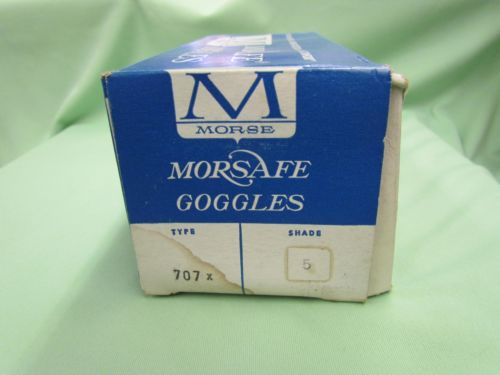 M
MORSE
MORSAFE
GOGGLES
TYPE SHADE
707 x 5